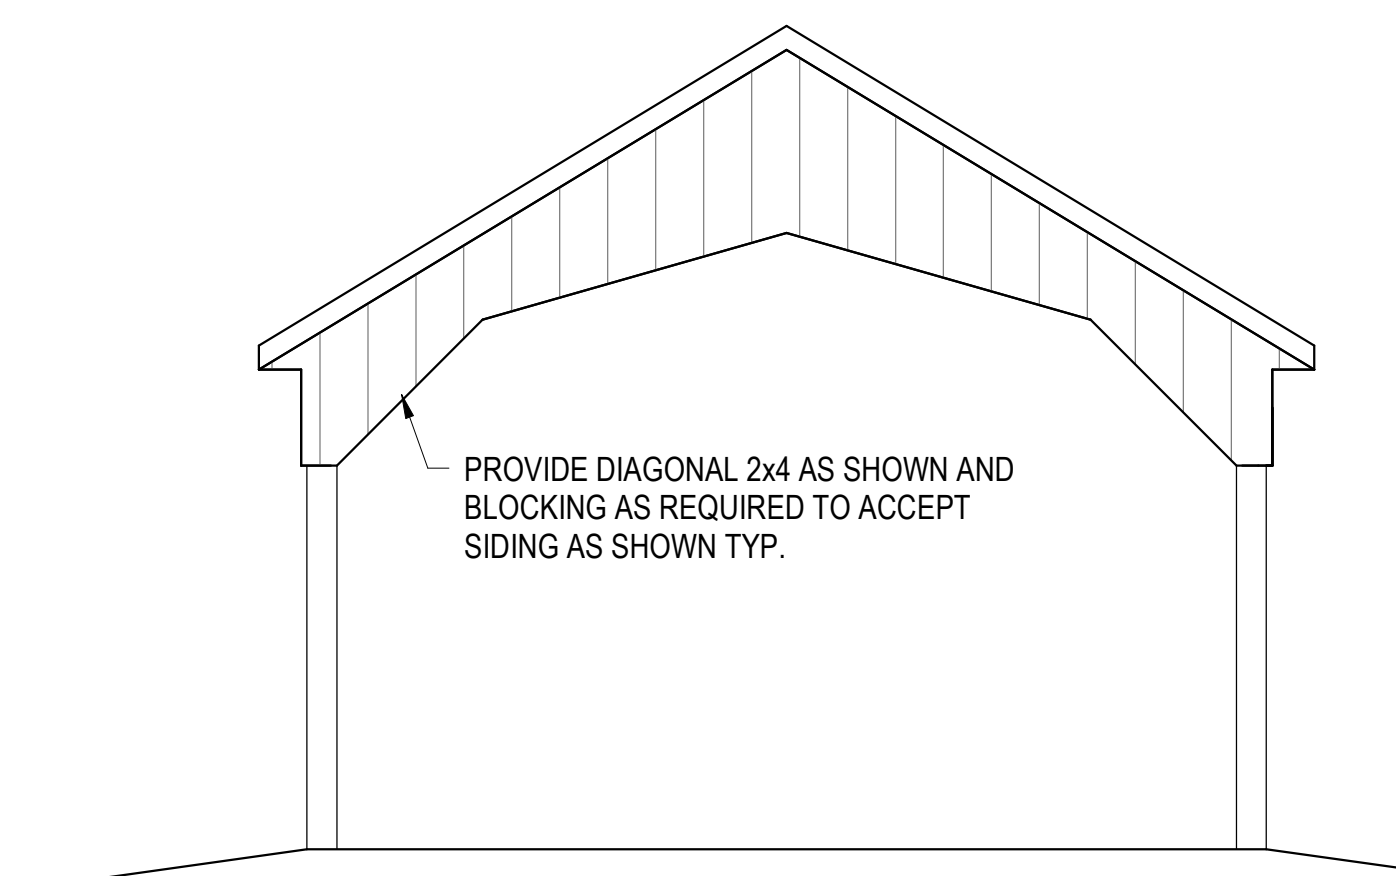 PROVIDE DIAGONAL 2x4 AS SHOWN AND
BLOCKING AS REQUIRED TO ACCEPT
SIDING AS SHOWN TYP.